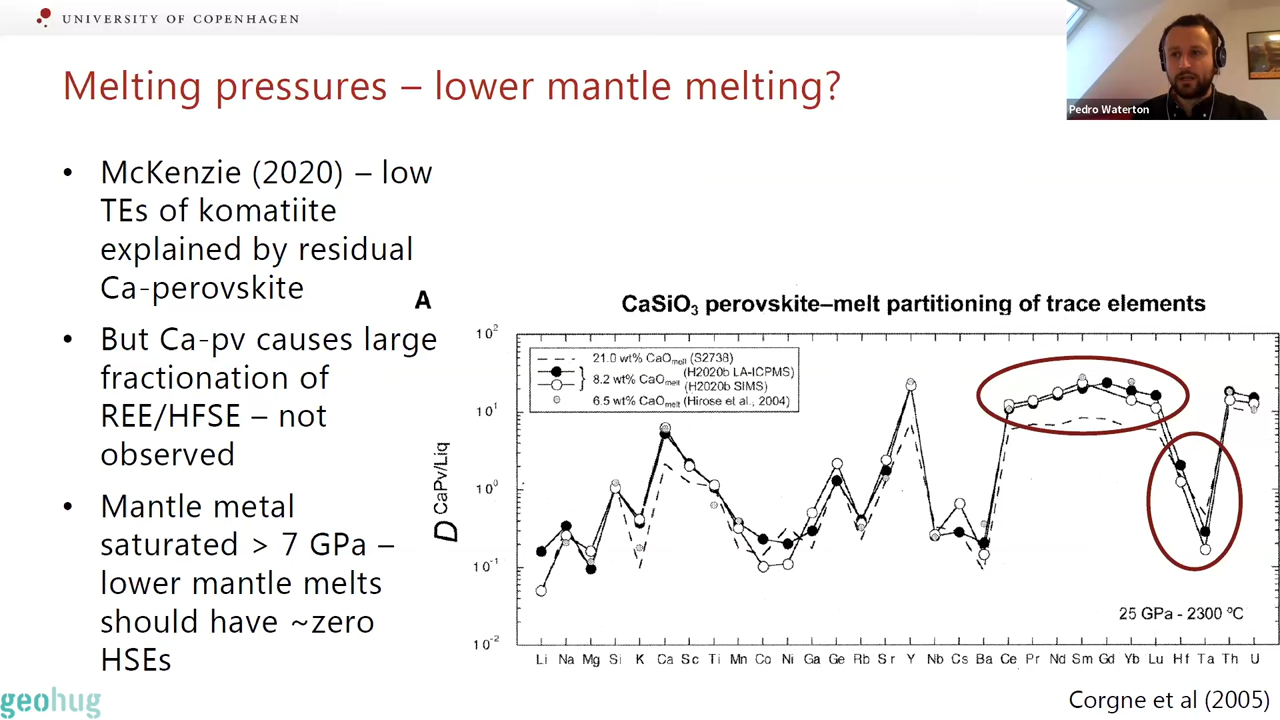 UNIVERSITY OF COPENHAGEN
Melting pressures – lower mantle melting?
Pedro Waterton
• McKenzie (2020) – low
TEs of komatiite
explained by residual
Ca-perovskite
• But Ca-pv causes large
fractionation of
REE/HFSE – not
observed
• Mantle metal
saturated > 7 GPa –
lower mantle melts
should have ~zero
HSEs
A
CaSiO₃ perovskite–melt partitioning of trace elements
21.0 wt% CaOmelt (S2738)
8.2 wt% CaOmelt (H2020b LA-ICPMS)
(H2020b SIMS)
6.5 wt% CaOmelt (Hirose et al., 2004)
10²
10¹
10⁰
10⁻¹
10⁻²
D CaPv/Liq
25 GPa - 2300 ºC
Li Na Mg Si K Ca Sc Ti Mn Co Ni Ga Ge Rb Sr Y Nb Cs Ba Ce Pr Nd Sm Gd Yb Lu Hf Ta Th U
Corgne et al (2005)
geohug